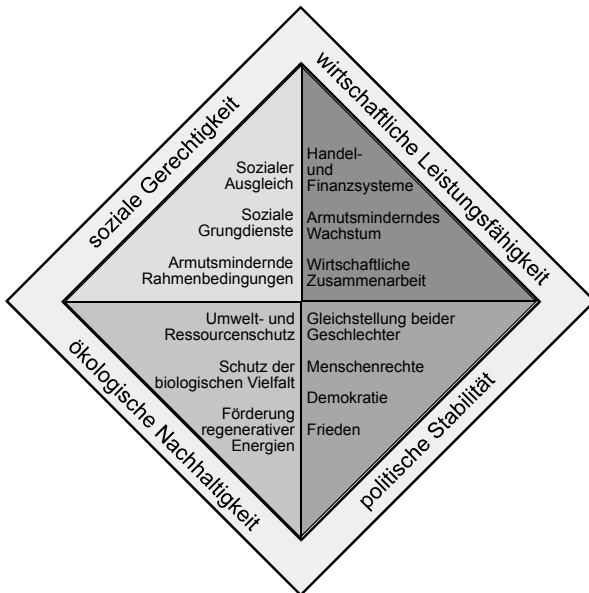 soziale Gerechtigkeit
wirtschaftliche Leistungsfähigkeit
Sozialer
Ausgleich
Soziale
Grungdienste
Armutsmindernde
Rahmenbedingungen
Handel-
und
Finanzsysteme
Armutsminderndes
Wachstum
Wirtschaftliche
Zusammenarbeit
Umwelt- und
Ressourcenschutz
Schutz der
biologischen Vielfalt
Förderung
regenerativer
Energien
Gleichstellung beider
Geschlechter
Menschenrechte
Demokratie
Frieden
ökologische Nachhaltigkeit
politische Stabilität